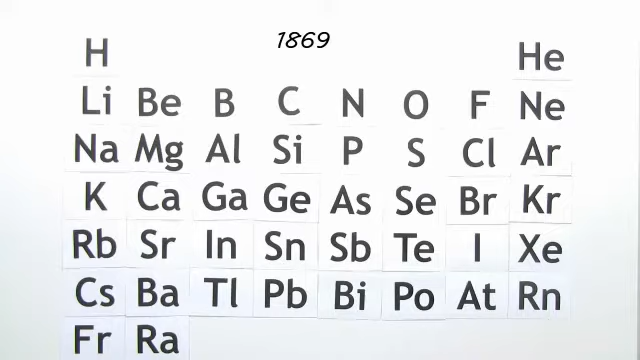 1869
H He
Li Be B C N O F Ne
Na Mg Al Si P S Cl Ar
K Ca Ga Ge As Se Br Kr
Rb Sr In Sn Sb Te I Xe
Cs Ba Tl Pb Bi Po At Rn
Fr Ra